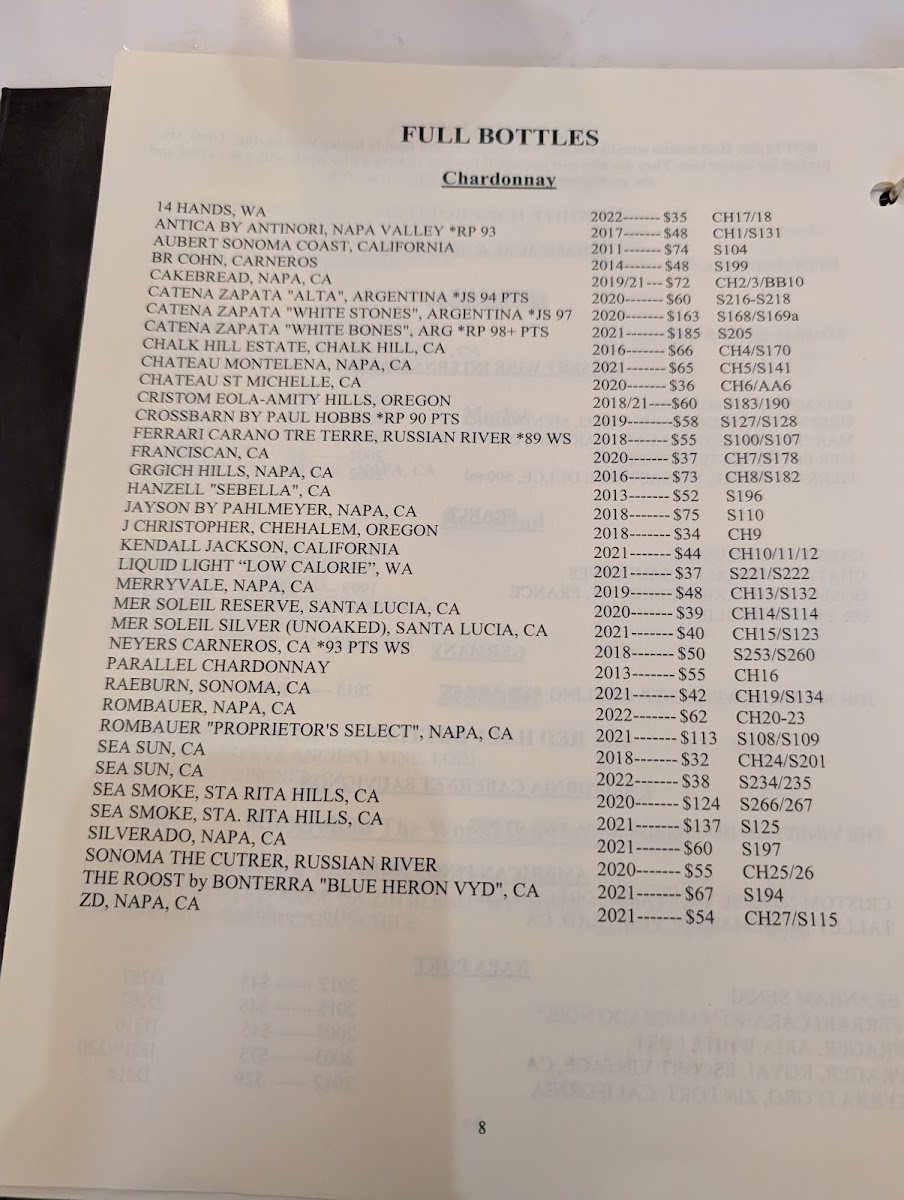 FULL BOTTLES
Chardonnay
14 HANDS, WA 2022------- $35 CH17/18
ANTICA BY ANTINORI, NAPA VALLEY *RP 93 2017------- $48 CH1/S131
AUBERT SONOMA COAST, CALIFORNIA 2011------- $74 S104
BR COHN, CARNEROS 2014------- $48 S199
CAKEBREAD, NAPA, CA 2019/21--- $72 CH2/3/BB10
CATENA ZAPATA "ALTA", ARGENTINA *JS 94 PTS 2020------- $60 S216-S218
CATENA ZAPATA "WHITE STONES", ARGENTINA *JS 97 2020------- $163 S168/S169a
CATENA ZAPATA "WHITE BONES", ARG *RP 98+ PTS 2021------- $185 S205
CHALK HILL ESTATE, CHALK HILL, CA 2016------- $66 CH4/S170
CHATEAU MONTELENA, NAPA, CA 2021------- $65 CH5/S141
CHATEAU ST MICHELLE, CA 2020------- $36 CH6/AA6
CRISTOM EOLA-AMITY HILLS, OREGON 2018/21----$60 S183/190
CROSSBARN BY PAUL HOBBS *RP 90 PTS 2019-------$58 S127/S128
FERRARI CARANO TRE TERRE, RUSSIAN RIVER *89 WS 2018------- $55 S100/S107
FRANCISCAN, CA 2020------- $37 CH7/S178
GRGICH HILLS, NAPA, CA 2016------- $73 CH8/S182
HANZELL "SEBELLA", CA 2013------- $52 S196
JAYSON BY PAHLMEYER, NAPA, CA 2018------- $75 S110
J CHRISTOPHER, CHEHALEM, OREGON 2018------- $34 CH9
KENDALL JACKSON, CALIFORNIA 2021------- $44 CH10/11/12
LIQUID LIGHT “LOW CALORIE”, WA 2021------- $37 S221/S222
MERRYVALE, NAPA, CA 2019------- $48 CH13/S132
MER SOLEIL RESERVE, SANTA LUCIA, CA 2020------- $39 CH14/S114
MER SOLEIL SILVER (UNOAKED), SANTA LUCIA, CA 2021------- $40 CH15/S123
NEYERS CARNEROS, CA *93 PTS WS 2018------- $50 S253/S260
PARALLEL CHARDONNAY 2013------- $55 CH16
RAEBURN, SONOMA, CA 2021------- $42 CH19/S134
ROMBAUER, NAPA, CA 2022------- $62 CH20-23
ROMBAUER "PROPRIETOR'S SELECT", NAPA, CA 2021------- $113 S108/S109
SEA SUN, CA 2018------- $32 CH24/S201
SEA SUN, CA 2022------- $38 S234/235
SEA SMOKE, STA RITA HILLS, CA 2020------- $124 S266/267
SEA SMOKE, STA. RITA HILLS, CA 2021------- $137 S125
SILVERADO, NAPA, CA 2021------- $60 S197
SONOMA THE CUTRER, RUSSIAN RIVER 2020------- $55 CH25/26
THE ROOST by BONTERRA "BLUE HERON VYD", CA 2021------- $67 S194
ZD, NAPA, CA 2021------- $54 CH27/S115
8